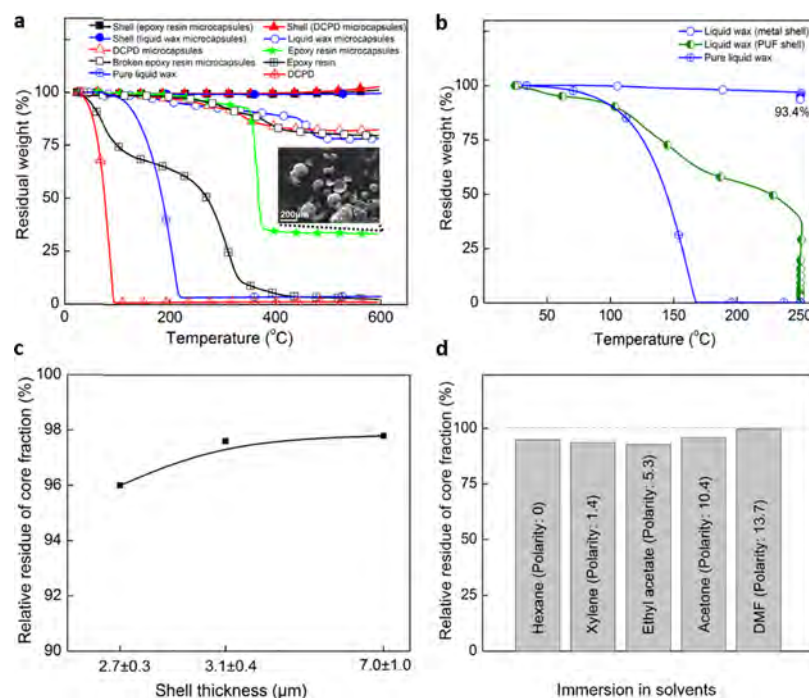 a
Shell (epoxy resin microcapsules) Shell (DCPD microcapsules)
Shell (liquid wax microcapsules) Liquid wax microcapsules
DCPD microcapsules Epoxy resin microcapsules
Broken epoxy resin microcapsules Epoxy resin
Pure liquid wax DCPD
Residual weight (%)
100
75
50
25
0
200µm
0 200 400 600
Temperature (°C)
b
Liquid wax (metal shell)
Liquid wax (PUF shell)
Pure liquid wax
Residue weight (%)
100
75
50
25
0
93.4%
50 100 150 200 250
Temperature (°C)
c
Relative residue of core fraction (%)
100
98
96
94
92
90
2.7±0.3 3.1±0.4 7.0±1.0
Shell thickness (µm)
d
Relative residue of core fraction (%)
100
75
50
25
0
Hexane (Polarity: 0)
Xylene (Polarity: 1.4)
Ethyl acetate (Polarity: 5.3)
Acetone (Polarity: 10.4)
DMF (Polarity: 13.7)
Immersion in solvents